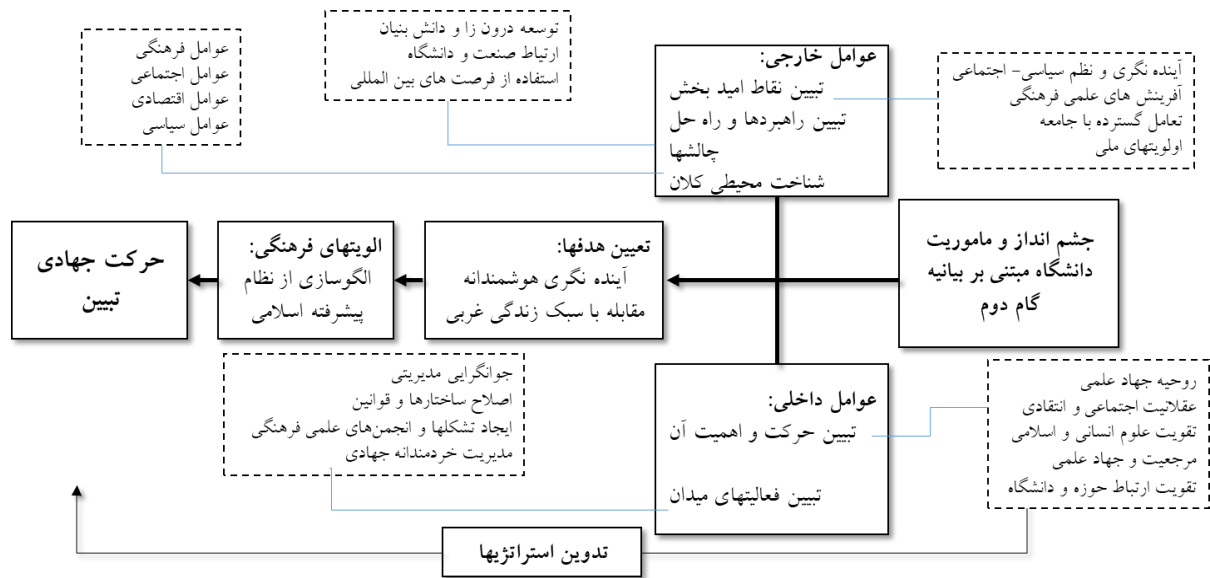 توسعه درون زا و دانش بنیان
ارتباط صنعت و دانشگاه
استفاده از فرصت های بین المللی
عوامل فرهنگی
عوامل اجتماعی
عوامل اقتصادی
عوامل سیاسی
عوامل خارجی:
تبیین نقاط امید بخش
تبیین راهبردها و راه حل
چالشها
شناخت محیطی کلان
آینده نگری و نظم سیاسی- اجتماعی
آفرینش های علمی فرهنگی
تعامل گسترده با جامعه
اولویتهای ملی
جشم انداز و ماموریت
دانشگاه مبتنی بر بیانیه
گام دوم
تعیین هدفها:
آینده نگری هوشمندانه
مقابله با سبک زندگی غربی
الویتهای فرهنگی:
الگوسازی از نظام
پیشرفته اسلامی
حرکت جهادی
تبیین
عوامل داخلی:
تبیین حرکت و اهمیت آن
تبیین فعالیتهای میدان
جوانگرایی مدیریتی
اصلاح ساختارها و قوانین
ایجاد تشکلها و انجمن‌های علمی فرهنگی
مدیریت خردمندانه جهادی
روحیه جهاد علمی
عقلانیت اجتماعی و انتقادی
تقویت علوم انسانی و اسلامی
مرجعیت و جهاد علمی
تقویت ارتباط حوزه و دانشگاه
تدوین استراتژیها